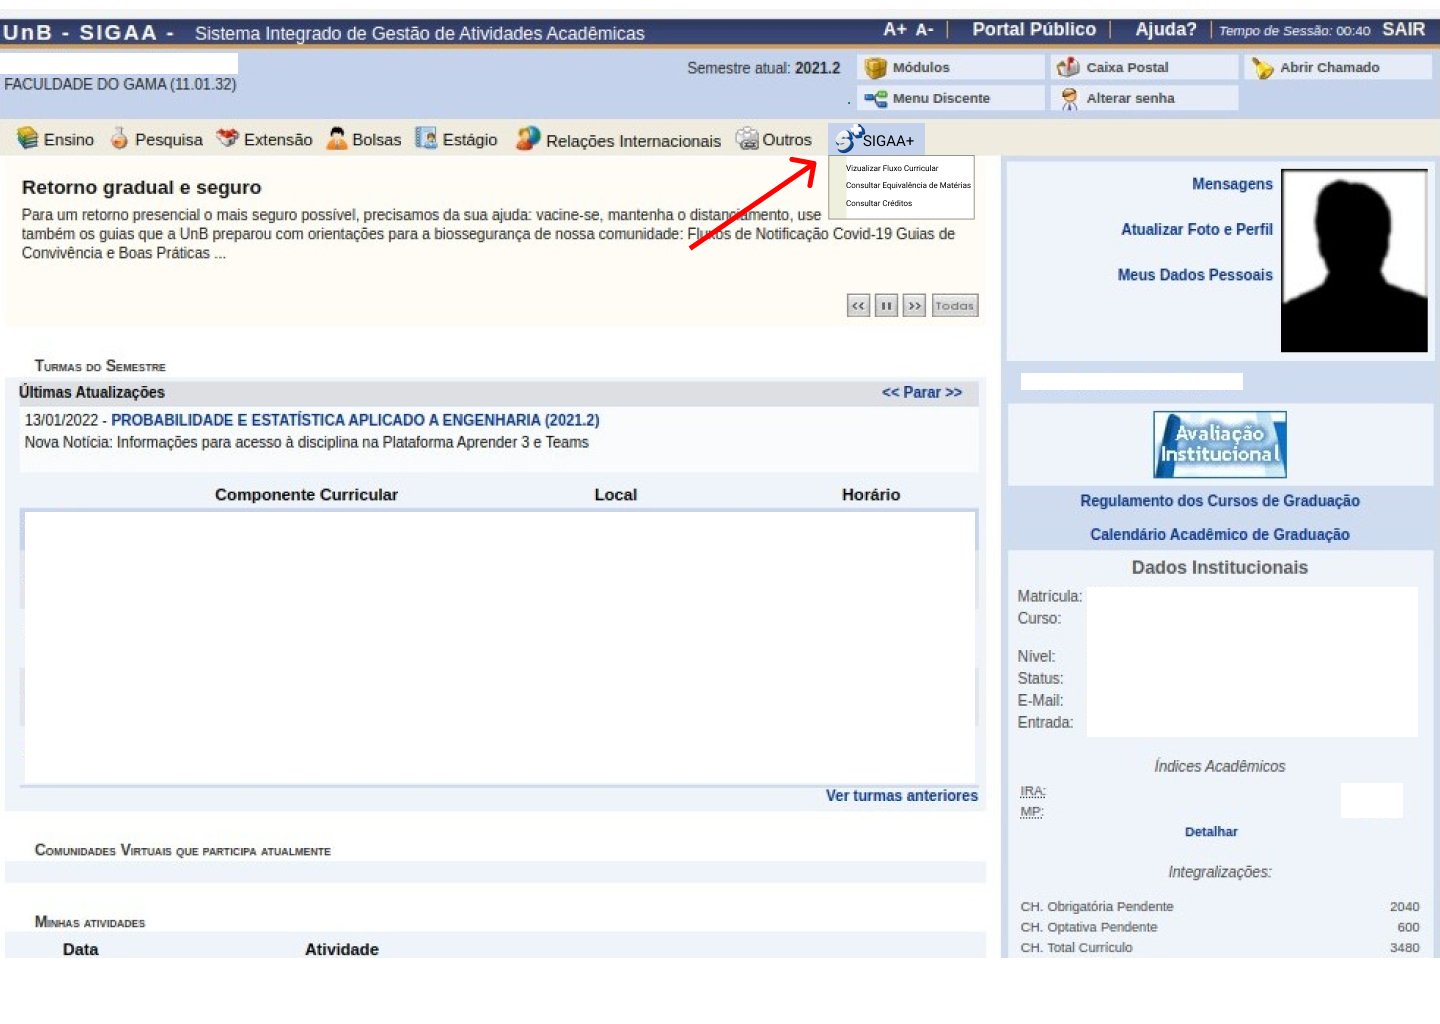 UnB - SIGAA - Sistema Integrado de Gestão de Atividades Acadêmicas
A+ A- | Portal Público | Ajuda? | Tempo de Sessão: 00:40 SAIR
FACULDADE DO GAMA (11.01.32)
Semestre atual: 2021.2
Módulos
Caixa Postal
Abrir Chamado
Menu Discente
Alterar senha
Ensino Pesquisa Extensão Bolsas Estágio Relações Internacionais Outros SIGAA+
Vizualizar Fluxo Curricular
Consultar Equivalência de Matérias
Consultar Créditos
Retorno gradual e seguro
Para um retorno presencial o mais seguro possível, precisamos da sua ajuda: vacine-se, mantenha o distanciamento, use
também os guias que a UnB preparou com orientações para a biossegurança de nossa comunidade: Fluxos de Notificação Covid-19 Guias de
Convivência e Boas Práticas ...
<< II >> Todas
Mensagens
Atualizar Foto e Perfil
Meus Dados Pessoais
Turmas do Semestre
Últimas Atualizações
<< Parar >>
13/01/2022 - PROBABILIDADE E ESTATÍSTICA APLICADO A ENGENHARIA (2021.2)
Nova Notícia: Informações para acesso à disciplina na Plataforma Aprender 3 e Teams
Componente Curricular Local Horário
Ver turmas anteriores
Comunidades Virtuais que participa atualmente
Minhas atividades
Data Atividade
Avaliação
Institucional
Regulamento dos Cursos de Graduação
Calendário Acadêmico de Graduação
Dados Institucionais
Matrícula:
Curso:
Nível:
Status:
E-Mail:
Entrada:
Índices Acadêmicos
IRA:
MP:
Detalhar
Integralizações:
CH. Obrigatória Pendente 2040
CH. Optativa Pendente 600
CH. Total Currículo 3480